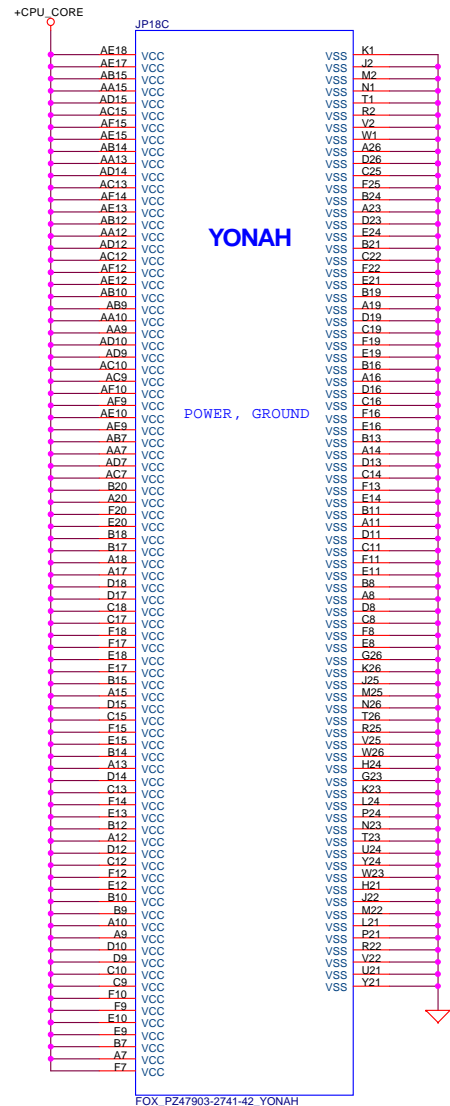 +CPU_CORE
JP18C
AE18 VCC VSS K1
AE17 VCC VSS J2
AB15 VCC VSS M2
AA15 VCC VSS N1
AD15 VCC VSS T1
AC15 VCC VSS R2
AF15 VCC VSS V2
AE15 VCC VSS W1
AB14 VCC VSS A26
AA13 VCC VSS D26
AD14 VCC VSS C25
AC13 VCC VSS F25
AF14 VCC VSS B24
AE13 VCC VSS A23
AB12 VCC VSS D23
AA12 VCC YONAH VSS E24
AD12 VCC VSS B21
AC12 VCC VSS C22
AF12 VCC VSS F22
AE12 VCC VSS E21
AB10 VCC VSS B19
AB9 VCC VSS A19
AA10 VCC VSS D19
AA9 VCC VSS C19
AD10 VCC VSS F19
AD9 VCC VSS E19
AC10 VCC VSS B16
AC9 VCC VSS A16
AF10 VCC VSS D16
AF9 VCC VSS C16
AE10 VCC POWER, GROUND VSS F16
AE9 VCC VSS E16
AB7 VCC VSS B13
AA7 VCC VSS A14
AD7 VCC VSS D13
AC7 VCC VSS C14
B20 VCC VSS F13
A20 VCC VSS E14
F20 VCC VSS B11
E20 VCC VSS A11
B18 VCC VSS D11
B17 VCC VSS C11
A18 VCC VSS F11
A17 VCC VSS E11
D18 VCC VSS B8
D17 VCC VSS A8
C18 VCC VSS D8
C17 VCC VSS C8
F18 VCC VSS F8
F17 VCC VSS E8
E18 VCC VSS G26
E17 VCC VSS K26
B15 VCC VSS J25
A15 VCC VSS M25
D15 VCC VSS N26
C15 VCC VSS T26
F15 VCC VSS R25
E15 VCC VSS V25
B14 VCC VSS W26
A13 VCC VSS H24
D14 VCC VSS G23
C13 VCC VSS K23
F14 VCC VSS L24
E13 VCC VSS P24
B12 VCC VSS N23
A12 VCC VSS T23
D12 VCC VSS U24
C12 VCC VSS Y24
F12 VCC VSS W23
E12 VCC VSS H21
B10 VCC VSS J22
B9 VCC VSS M22
A10 VCC VSS L21
A9 VCC VSS P21
D10 VCC VSS R22
D9 VCC VSS V22
C10 VCC VSS U21
C9 VCC VSS Y21
F10 VCC
F9 VCC
E10 VCC
E9 VCC
B7 VCC
A7 VCC
F7 VCC
FOX_PZ47903-2741-42_YONAH